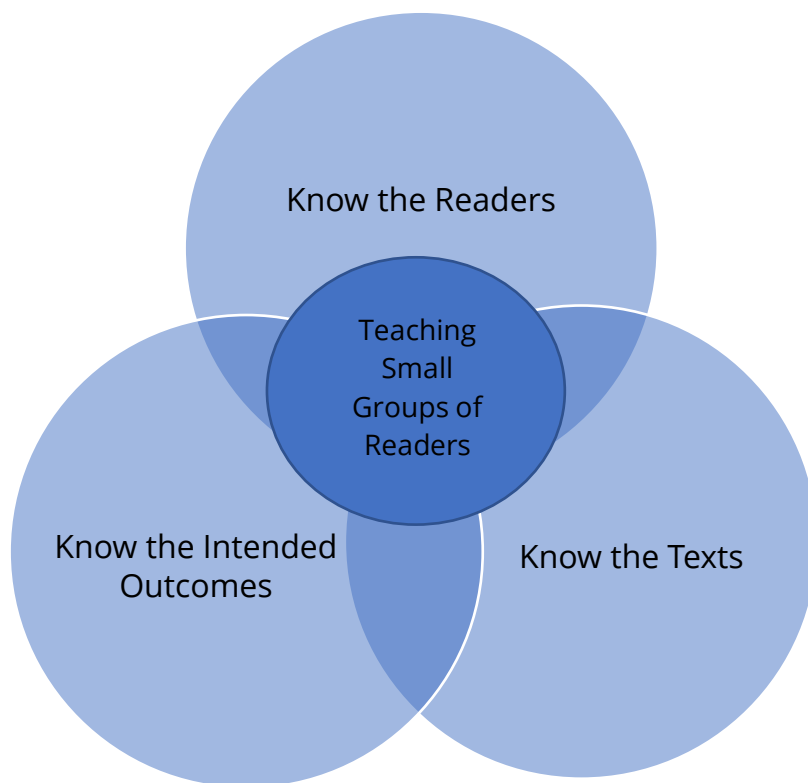 Know the Readers
Teaching
Small
Groups of
Readers
Know the Intended
Outcomes
Know the Texts